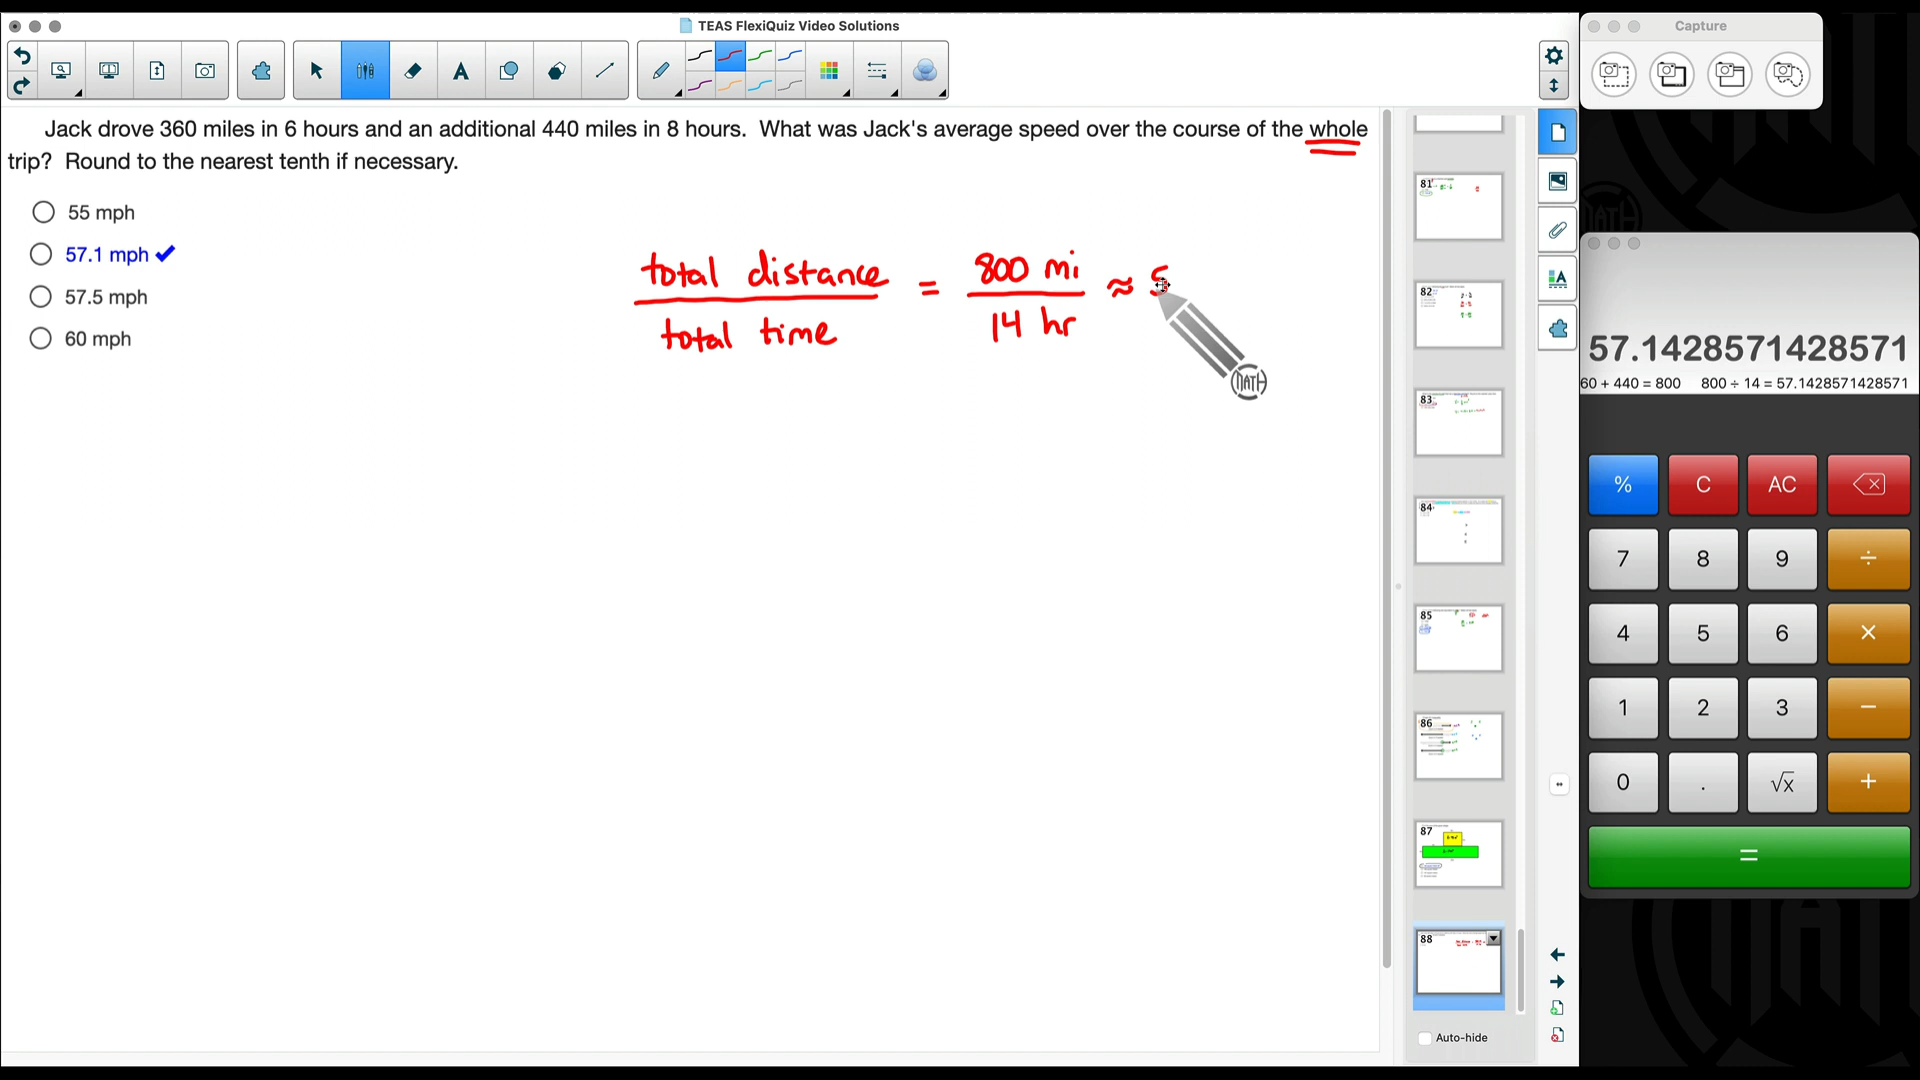 TEAS FlexiQuiz Video Solutions
Capture
Jack drove 360 miles in 6 hours and an additional 440 miles in 8 hours.  What was Jack's average speed over the course of the whole
trip?  Round to the nearest tenth if necessary.
55 mph
57.1 mph ✔
57.5 mph
60 mph
total distance = 800 mi ≈ 5
total time 14 hr
MATH
81
82
83
84
85
86
87
88
Auto-hide
57.1428571428571
60 + 440 = 800 800 ÷ 14 = 57.1428571428571
% C AC
7 8 9 ÷
4 5 6 ×
1 2 3 −
0 . √x +
=